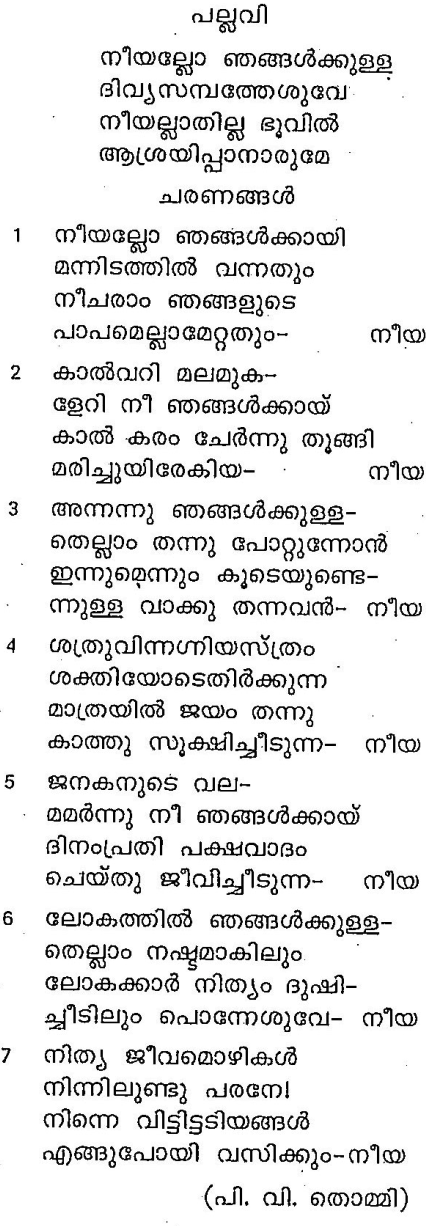 പല്ലവി
നീയല്ലോ ഞങ്ങൾക്കുള്ള
ദിവ്യസമ്പത്തേശുവേ
നീയല്ലാതില്ല ഭൂവിൽ
ആശ്രയിപ്പാനാരുമേ
ചരണങ്ങൾ
1 നീയല്ലോ ഞങ്ങൾക്കായി
മന്നിടത്തിൽ വന്നതും
നീചരാം ഞങ്ങളുടെ
പാപമെല്ലാമേറ്റതും- നീയ
2 കാൽവറി മലമുക-
ളേറി നീ ഞങ്ങൾക്കായ്
കാൽ കരം ചേർന്നു തൂങ്ങി
മരിച്ചുയിരേകിയ- നീയ
3 അന്നന്നു ഞങ്ങൾക്കുള്ള-
തെല്ലാം തന്നു പോറ്റുന്നോൻ
ഇന്നുമെന്നും കൂടെയുണ്ടെ-
ന്നുള്ള വാക്കു തന്നവൻ- നീയ
4 ശത്രുവിന്നഗ്നിയസ്ത്രം
ശക്തിയോടെതിർക്കുന്ന
മാത്രയിൽ ജയം തന്നു
കാത്തു സൂക്ഷിച്ചീടുന്ന- നീയ
5 ജനകനുടെ വല-
മമർന്നു നീ ഞങ്ങൾക്കായ്
ദിനംപ്രതി പക്ഷവാദം
ചെയ്തു ജീവിച്ചീടുന്ന- നീയ
6 ലോകത്തിൽ ഞങ്ങൾക്കുള്ള-
തെല്ലാം നഷ്ടമാകിലും
ലോകക്കാർ നിത്യം ദുഷി-
ച്ചീടിലും പൊന്നേശുവേ- നീയ
7 നിത്യ ജീവമൊഴികൾ
നിന്നിലുണ്ടു പരനേ!
നിന്നെ വിട്ടിട്ടടിയങ്ങൾ
എങ്ങുപോയി വസിക്കും-നീയ
(പി. വി. തൊമ്മി)